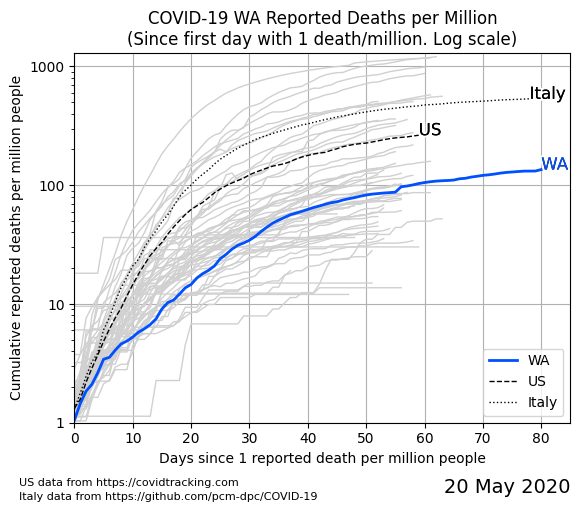 COVID-19 WA Reported Deaths per Million
(Since first day with 1 death/million. Log scale)
Cumulative reported deaths per million people
1000
100
10
1
Italy
US
WA
WA
US
Italy
0 10 20 30 40 50 60 70 80
Days since 1 reported death per million people
US data from https://covidtracking.com
Italy data from https://github.com/pcm-dpc/COVID-19
20 May 2020